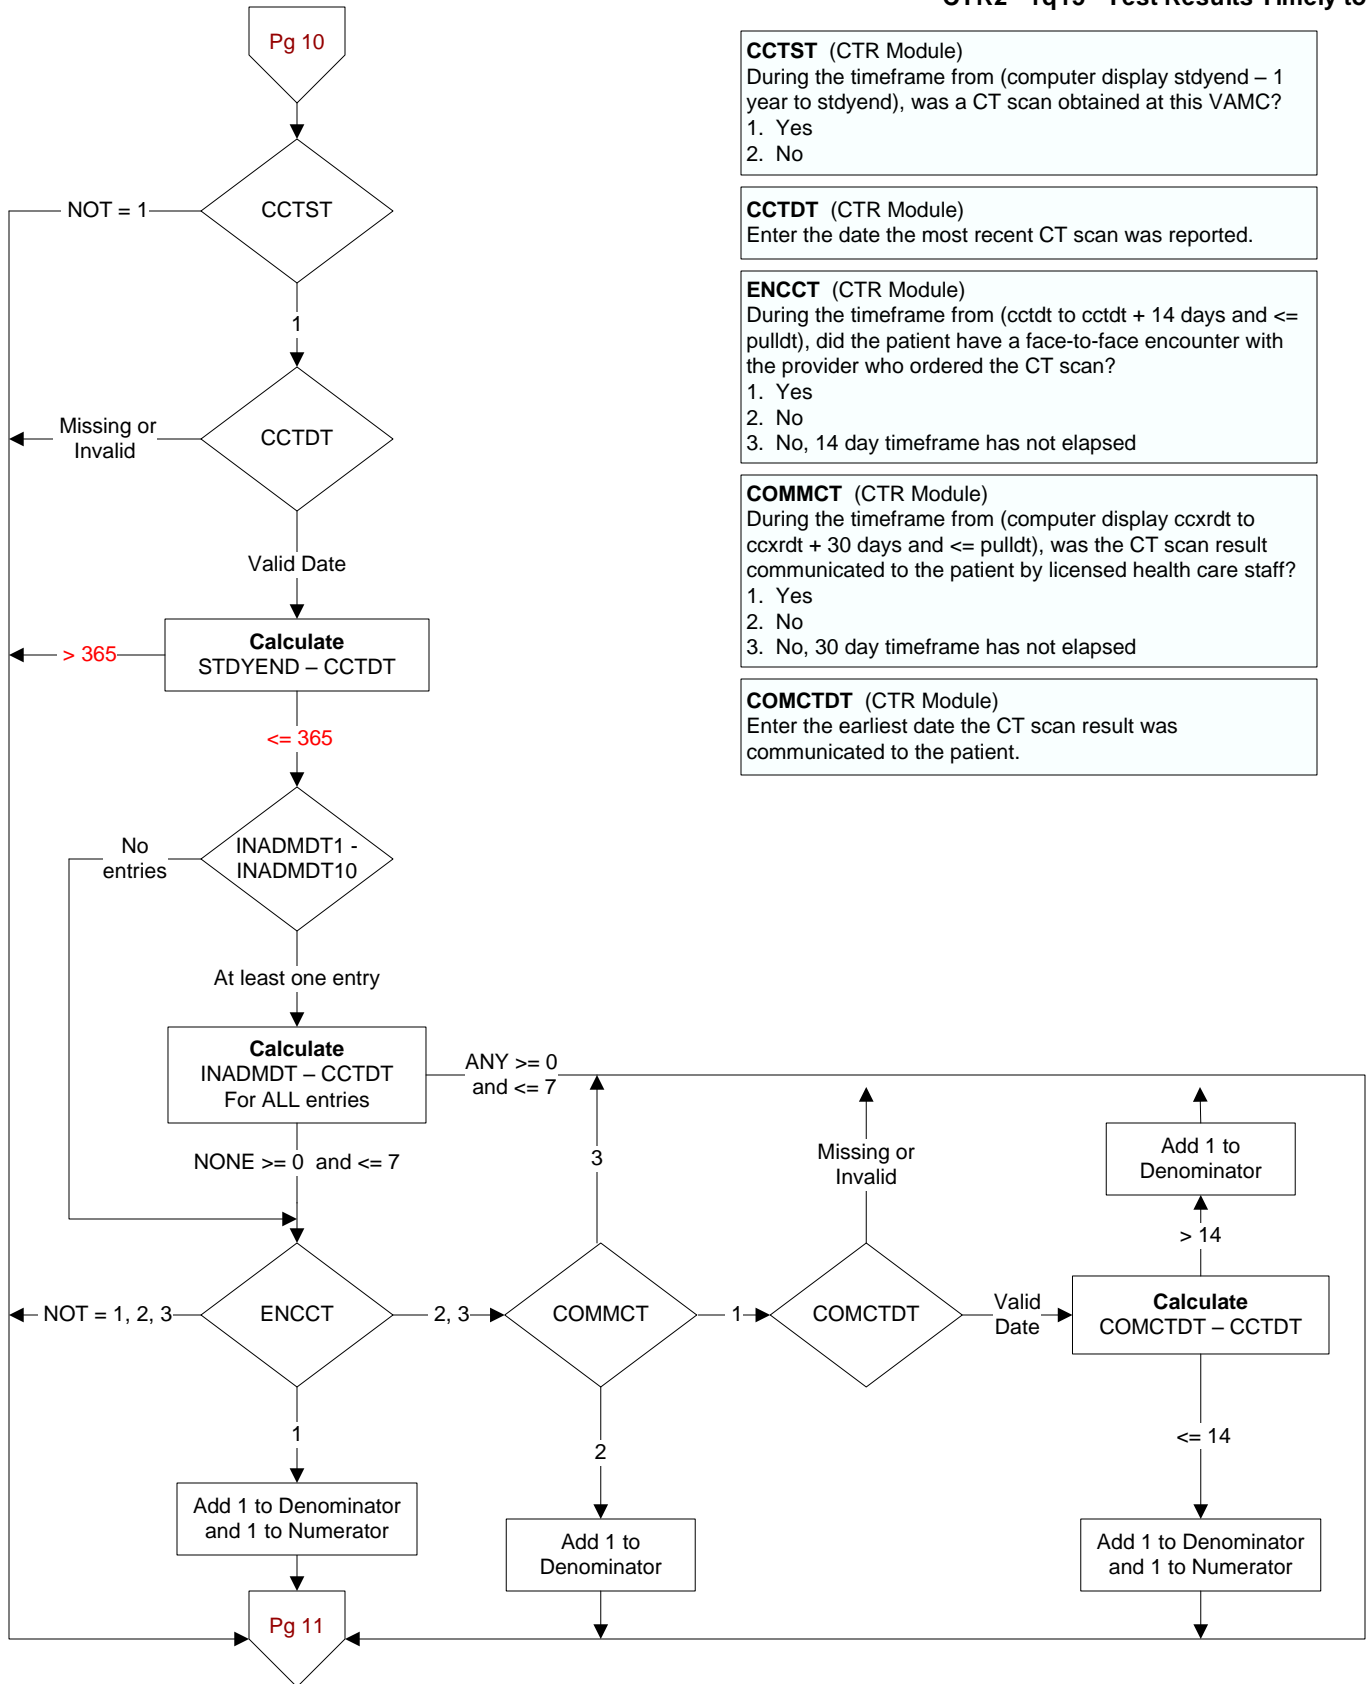 CTR2 - 1q15 - Test Results Timely to
Pg 10
CCTST (CTR Module)
During the timeframe from (computer display stdyend – 1
year to stdyend), was a CT scan obtained at this VAMC?
1. Yes
2. No
CCTDT (CTR Module)
Enter the date the most recent CT scan was reported.
ENCCT (CTR Module)
During the timeframe from (cctdt to cctdt + 14 days and <=
pulldt), did the patient have a face-to-face encounter with
the provider who ordered the CT scan?
1. Yes
2. No
3. No, 14 day timeframe has not elapsed
COMMCT (CTR Module)
During the timeframe from (computer display ccxrdt to
ccxrdt + 30 days and <= pulldt), was the CT scan result
communicated to the patient by licensed health care staff?
1. Yes
2. No
3. No, 30 day timeframe has not elapsed
COMCTDT (CTR Module)
Enter the earliest date the CT scan result was
communicated to the patient.
NOT = 1
CCTST
1
Missing or
Invalid
CCTDT
Valid Date
> 365
Calculate
STDYEND – CCTDT
<= 365
No
entries
INADMDT1 -
INADMDT10
At least one entry
Calculate
INADMDT – CCTDT
For ALL entries
ANY >= 0
and <= 7
NONE >= 0 and <= 7
3
Missing or
Invalid
Add 1 to
Denominator
> 14
NOT = 1, 2, 3
ENCCT
2, 3
COMMCT
1
COMCTDT
Valid
Date
Calculate
COMCTDT – CCTDT
1
2
<= 14
Add 1 to Denominator
and 1 to Numerator
Add 1 to
Denominator
Add 1 to Denominator
and 1 to Numerator
Pg 11